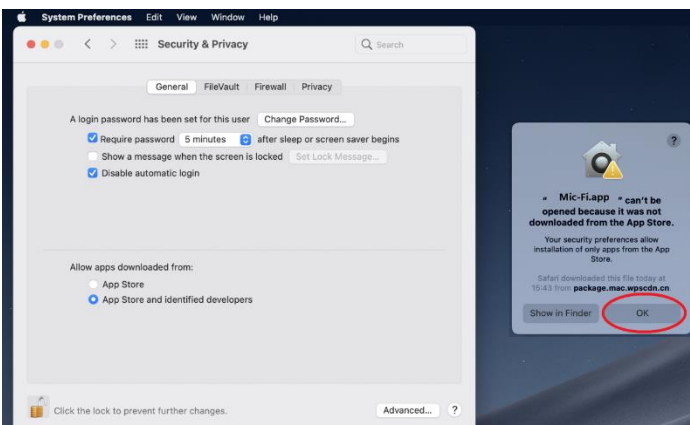 System Preferences Edit View Window Help
Security & Privacy
Search
General FileVault Firewall Privacy
A login password has been set for this user Change Password...
Require password 5 minutes after sleep or screen saver begins
Show a message when the screen is locked Set Lock Message...
Disable automatic login
Allow apps downloaded from:
App Store
App Store and identified developers
Click the lock to prevent further changes.
Advanced... ?
?
" Mic-Fi.app " can't be
opened because it was not
downloaded from the App Store.
Your security preferences allow
installation of only apps from the App
Store.
Safari downloaded this file today at
15:43 from package.mac.wpscdn.cn
Show in Finder OK